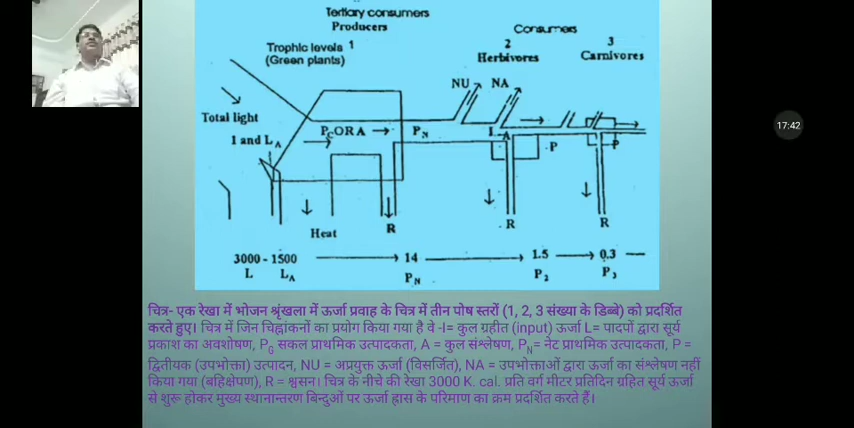 Tertiary consumers
Producers
Consumers
Trophic levels 1
(Green plants)
2
Herbivores
3
Carnivores
NU NA
Total light
1 and LA
PG OR A → PN
L A
P
P
Heat
R
R
R
3000 - 1500 → 14 → 1.5 → 0.3
L LA PN P2 P3
17:42
चित्र- एक रेखा में भोजन श्रृंखला में ऊर्जा प्रवाह के चित्र में तीन पोष स्तरों (1, 2, 3 संख्या के डिब्बे) को प्रदर्शित
करते हुए। चित्र में जिन चिह्नांकनों का प्रयोग किया गया है वे -I= कुल ग्रहीत (input) ऊर्जा L= पादपों द्वारा सूर्य
प्रकाश का अवशोषण, PG सकल प्राथमिक उत्पादकता, A = कुल संश्लेषण, PN= नेट प्राथमिक उत्पादकता, P =
द्वितीयक (उपभोक्ता) उत्पादन, NU = अप्रयुक्त ऊर्जा (विसर्जित), NA = उपभोक्ताओं द्वारा ऊर्जा का संश्लेषण नहीं
किया गया (बहिक्षेपण), R = श्वसन। चित्र के नीचे की रेखा 3000 K. cal. प्रति वर्ग मीटर प्रतिदिन ग्रहित सूर्य ऊर्जा
से शुरू होकर मुख्य स्थानान्तरण बिन्दुओं पर ऊर्जा ह्रास के परिमाण का क्रम प्रदर्शित करते हैं।